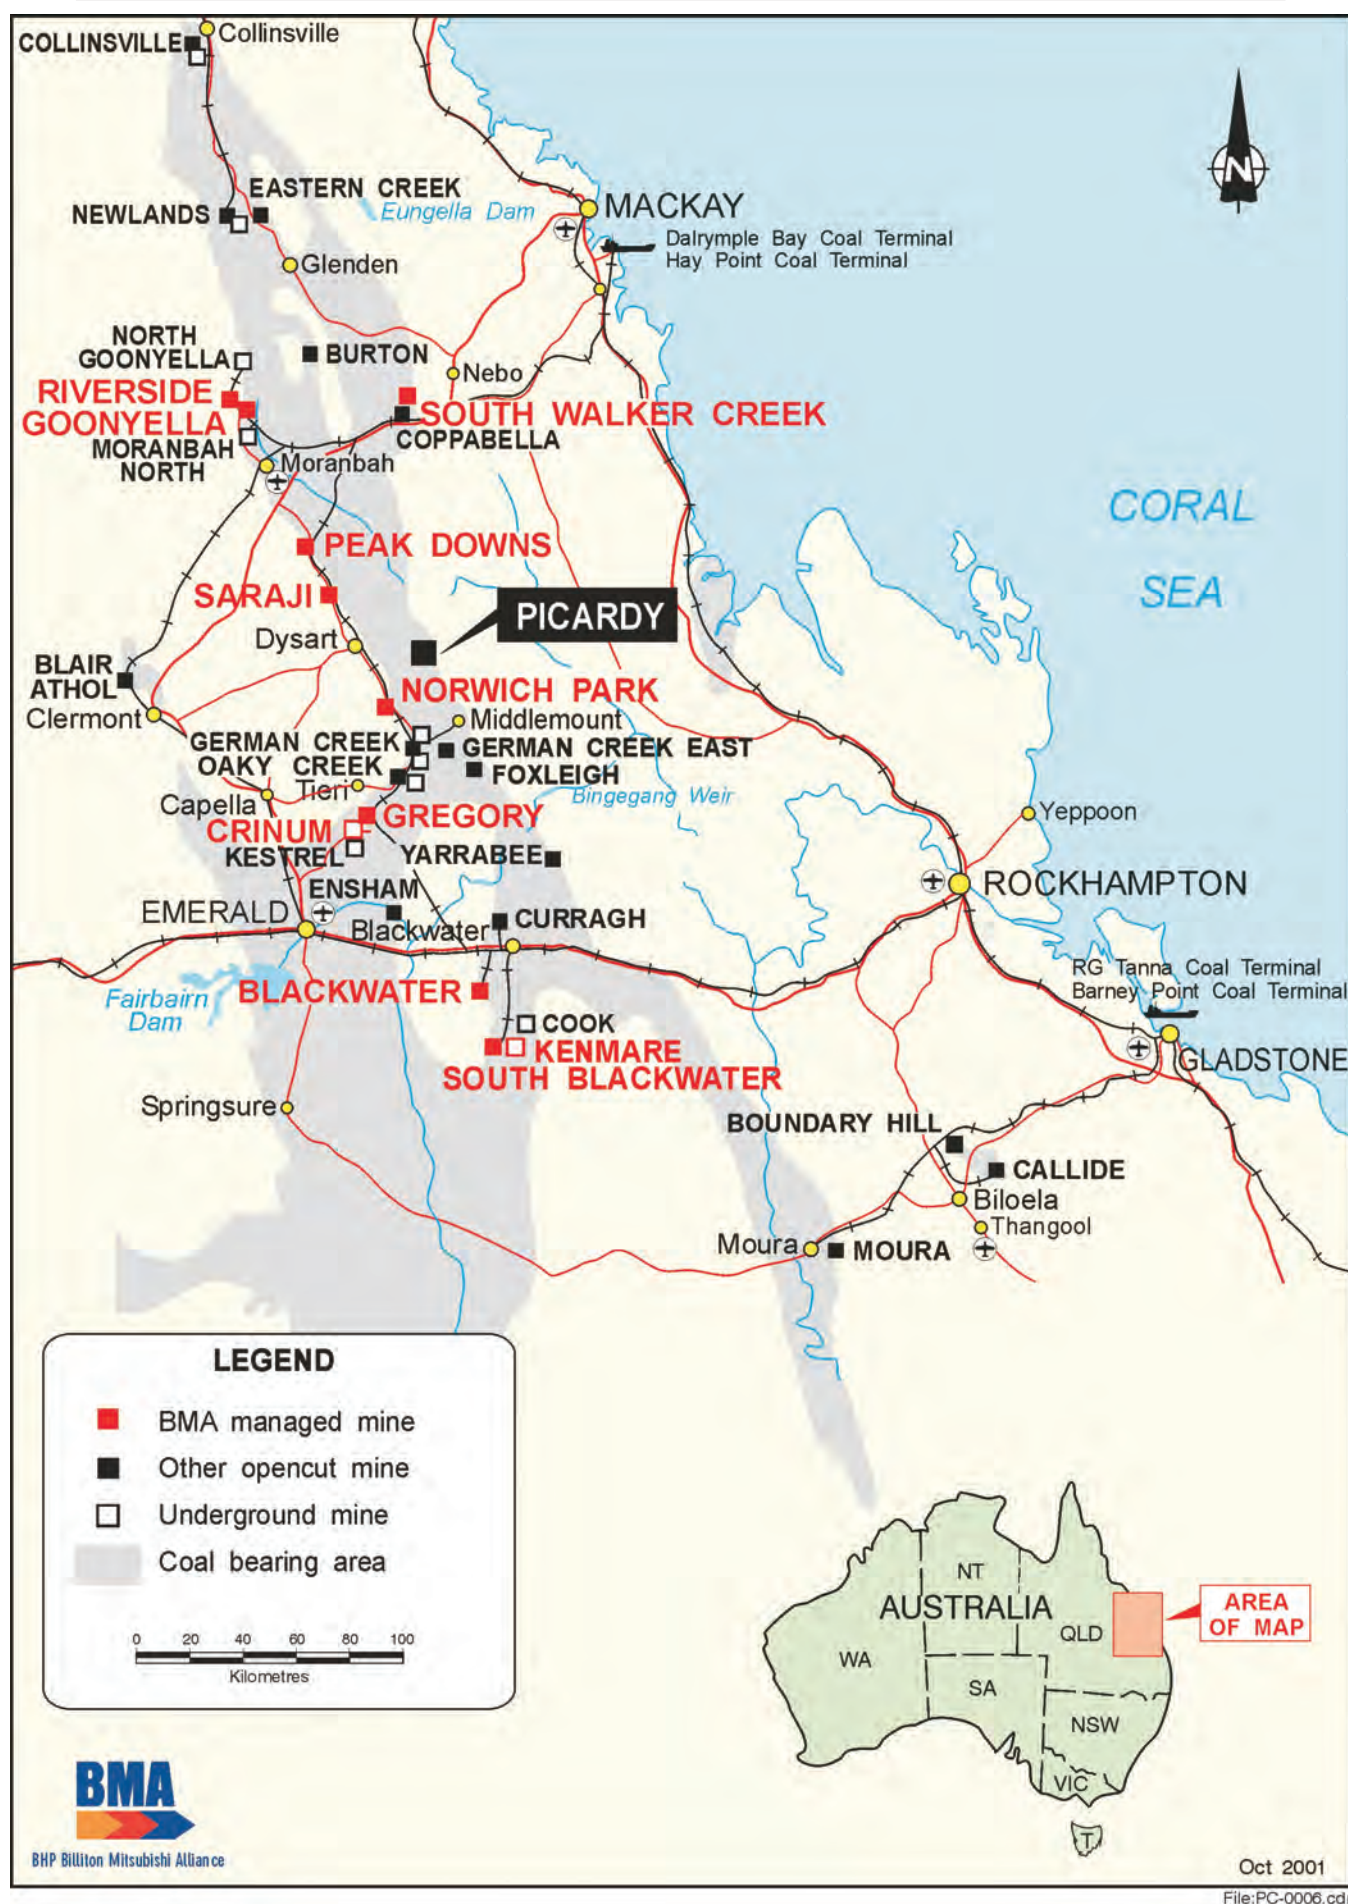 COLLINSVILLE
Collinsville
EASTERN CREEK
NEWLANDS
Eungella Dam
MACKAY
Dalrymple Bay Coal Terminal
Hay Point Coal Terminal
N
Glenden
NORTH
GOONYELLA
BURTON
Nebo
RIVERSIDE
GOONYELLA
SOUTH WALKER CREEK
MORANBAH
NORTH
COPPABELLA
Moranbah
CORAL
SEA
PEAK DOWNS
SARAJI
PICARDY
Dysart
BLAIR
ATHOL
Clermont
NORWICH PARK
Middlemount
GERMAN CREEK
GERMAN CREEK EAST
OAKY CREEK
FOXLEIGH
Tieri
Capella
Bingegang Weir
Yeppoon
GREGORY
CRINUM
KESTREL
YARRABEE
ENSHAM
ROCKHAMPTON
EMERALD
CURRAGH
Blackwater
RG Tanna Coal Terminal
Barney Point Coal Terminal
Fairbairn
Dam
BLACKWATER
COOK
KENMARE
SOUTH BLACKWATER
GLADSTONE
Springsure
BOUNDARY HILL
CALLIDE
Biloela
Thangool
Moura
MOURA
LEGEND
BMA managed mine
Other opencut mine
Underground mine
Coal bearing area
0 20 40 60 80 100
Kilometres
NT
AUSTRALIA
QLD
AREA
OF MAP
WA
SA
NSW
VIC
T
BMA
BHP Billiton Mitsubishi Alliance
Oct 2001
File:PC-0006.cdr